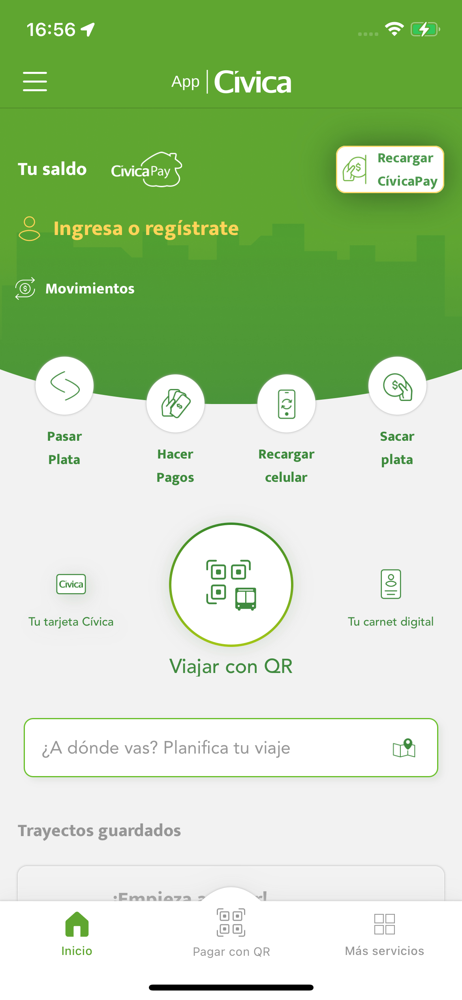 16:56
App | Cívica
Tu saldo
CívicaPay
Recargar
CívicaPay
Ingresa o regístrate
Movimientos
Pasar
Plata
Hacer
Pagos
Recargar
celular
Sacar
plata
Cívica
Tu tarjeta Cívica
Tu carnet digital
Viajar con QR
¿A dónde vas? Planifica tu viaje
Trayectos guardados
¡Empieza
Inicio
Pagar con QR
Más servicios